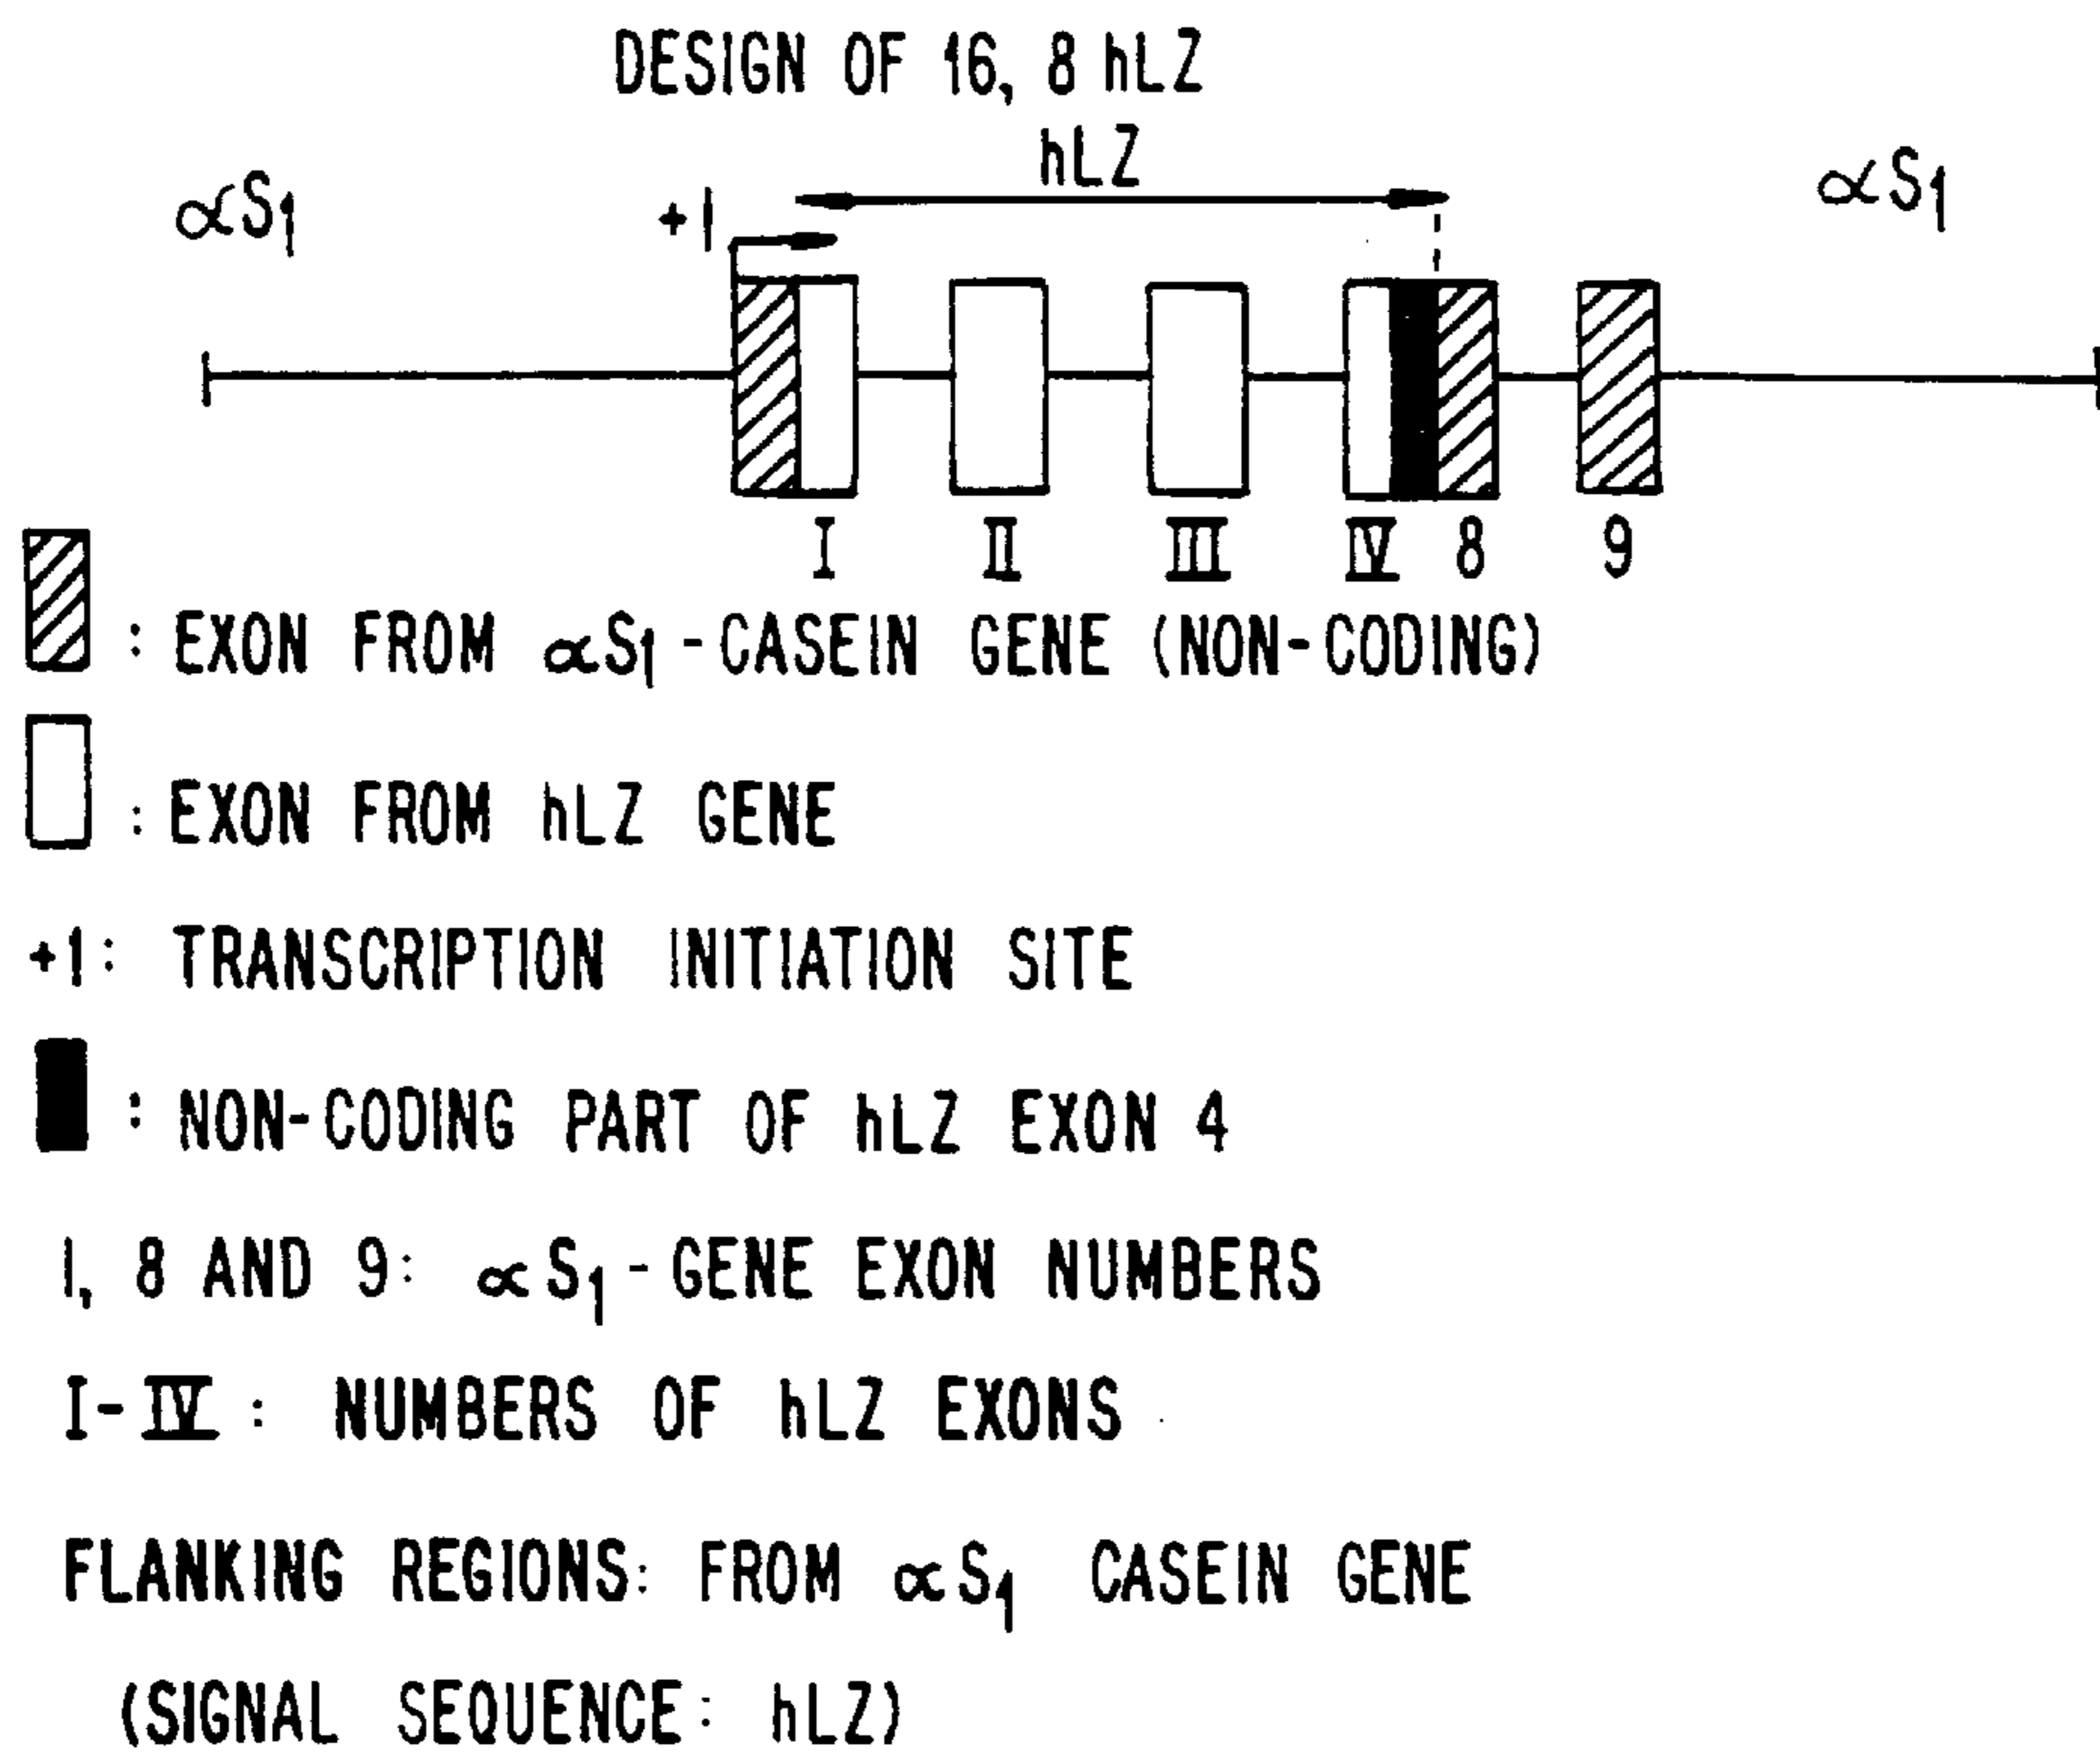 DESIGN OF 16, 8 hLZ
hLZ
αS1 +1 αS1
I II III IV 8 9
: EXON FROM αS1-CASEIN GENE (NON-CODING)
: EXON FROM hLZ GENE
+1: TRANSCRIPTION INITIATION SITE
: NON-CODING PART OF hLZ EXON 4
1, 8 AND 9: αS1-GENE EXON NUMBERS
I-IV: NUMBERS OF hLZ EXONS
FLANKING REGIONS: FROM αS1 CASEIN GENE
(SIGNAL SEQUENCE: hLZ)